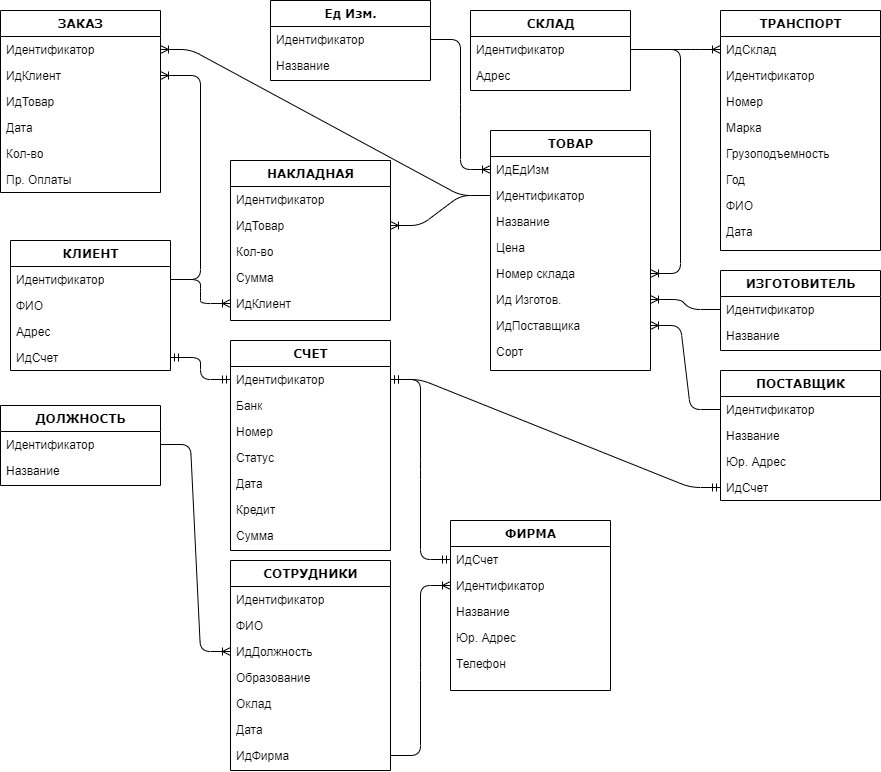 ЗАКАЗ
Идентификатор
ИдКлиент
ИдТовар
Дата
Кол-во
Пр. Оплаты
Ед Изм.
Идентификатор
Название
СКЛАД
Идентификатор
Адрес
ТРАНСПОРТ
ИдСклад
Идентификатор
Номер
Марка
Грузоподъемность
Год
ФИО
Дата
НАКЛАДНАЯ
Идентификатор
ИдТовар
Кол-во
Сумма
ИдКлиент
ТОВАР
ИдЕдИзм
Идентификатор
Название
Цена
Номер склада
Ид Изготов.
ИдПоставщика
Сорт
КЛИЕНТ
Идентификатор
ФИО
Адрес
ИдСчет
ИЗГОТОВИТЕЛЬ
Идентификатор
Название
СЧЕТ
Идентификатор
Банк
Номер
Статус
Дата
Кредит
Сумма
ПОСТАВЩИК
Идентификатор
Название
Юр. Адрес
ИдСчет
ДОЛЖНОСТЬ
Идентификатор
Название
ФИРМА
ИдСчет
Идентификатор
Название
Юр. Адрес
Телефон
СОТРУДНИКИ
Идентификатор
ФИО
ИдДолжность
Образование
Оклад
Дата
ИдФирма